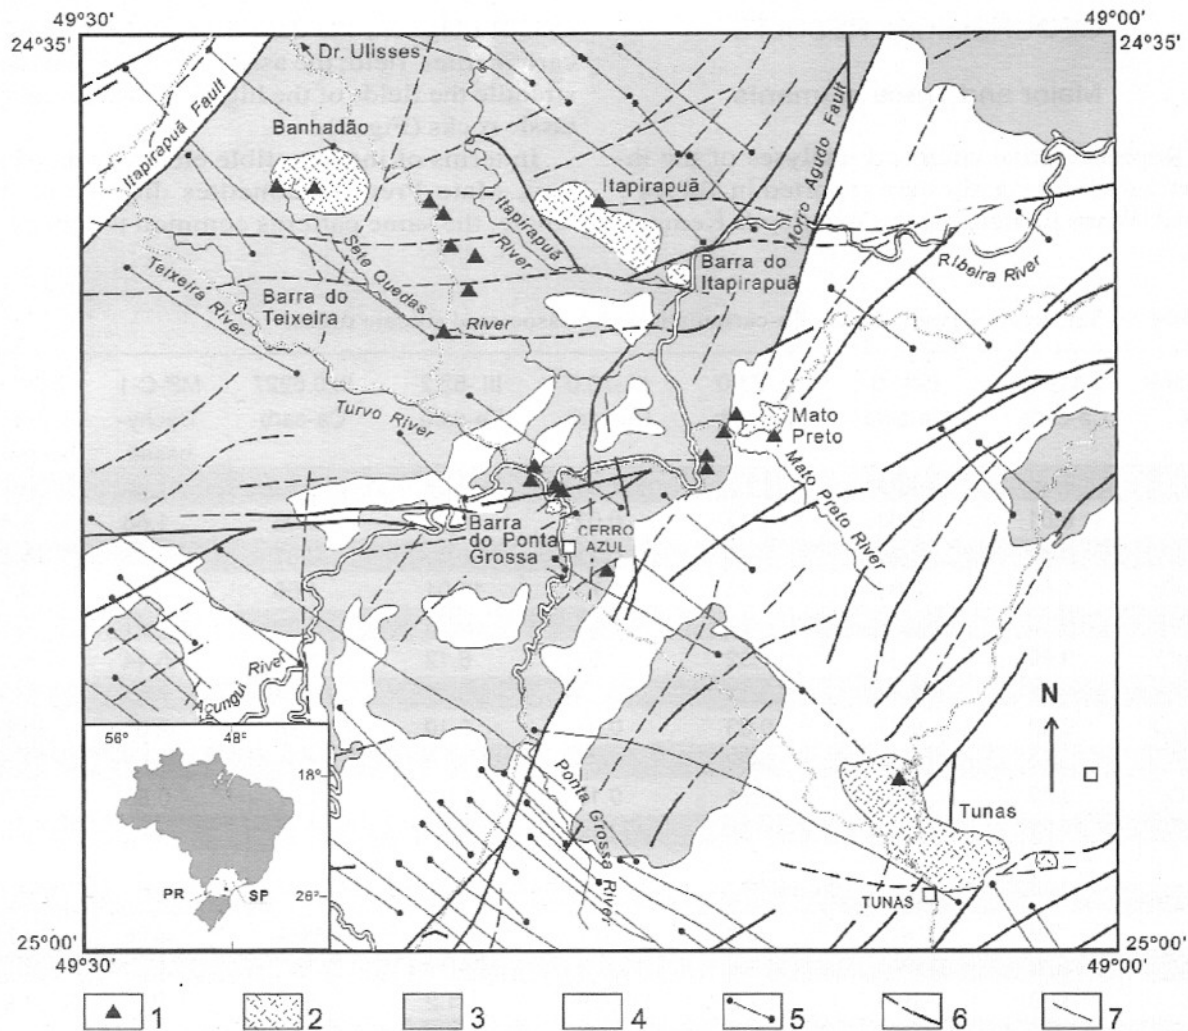 49°30'
49°00'
24°35'
24°35'
Dr. Ulisses
Itapirapuã Fault
Banhadão
Itapirapuã
Morro Agudo Fault
Itapirapuã
River
Barra do
Itapirapuã
Ribeira River
Sete Quedas
River
Teixeira River
Barra do
Teixeira
Turvo River
Mato
Preto
Mato Preto River
Barra
do Ponta
Grossa
CERRO
AZUL
Açungui River
N
56°
48°
18°
26°
PR
SP
Ponta Grossa River
Tunas
TUNAS
25°00'
25°00'
49°30'
49°00'
1
2
3
4
5
6
7